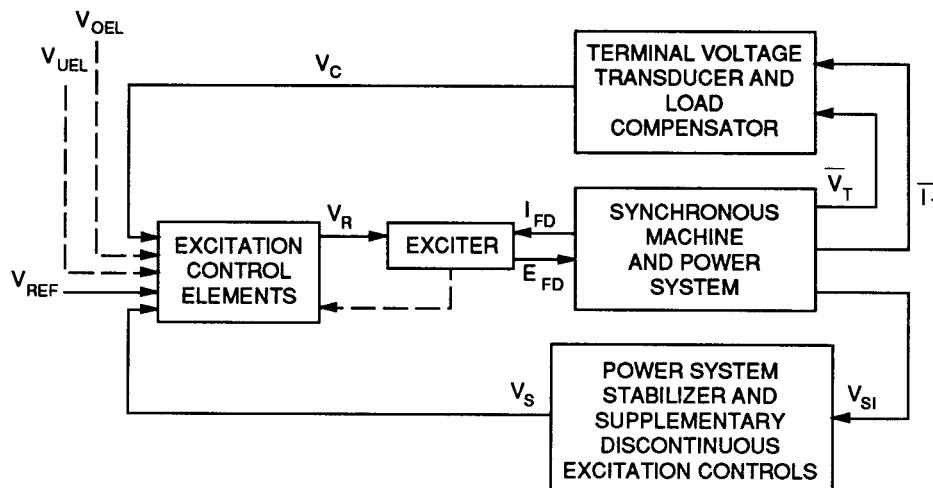 V_OEL
V_UEL
V_C
TERMINAL VOLTAGE
TRANSDUCER AND
LOAD
COMPENSATOR
V̅_T
V_R
I_FD
EXCITATION
CONTROL
ELEMENTS
EXCITER
E_FD
SYNCHRONOUS
MACHINE
AND POWER
SYSTEM
V_REF
V_S
POWER SYSTEM
STABILIZER AND
SUPPLEMENTARY
DISCONTINUOUS
EXCITATION CONTROLS
V_SI